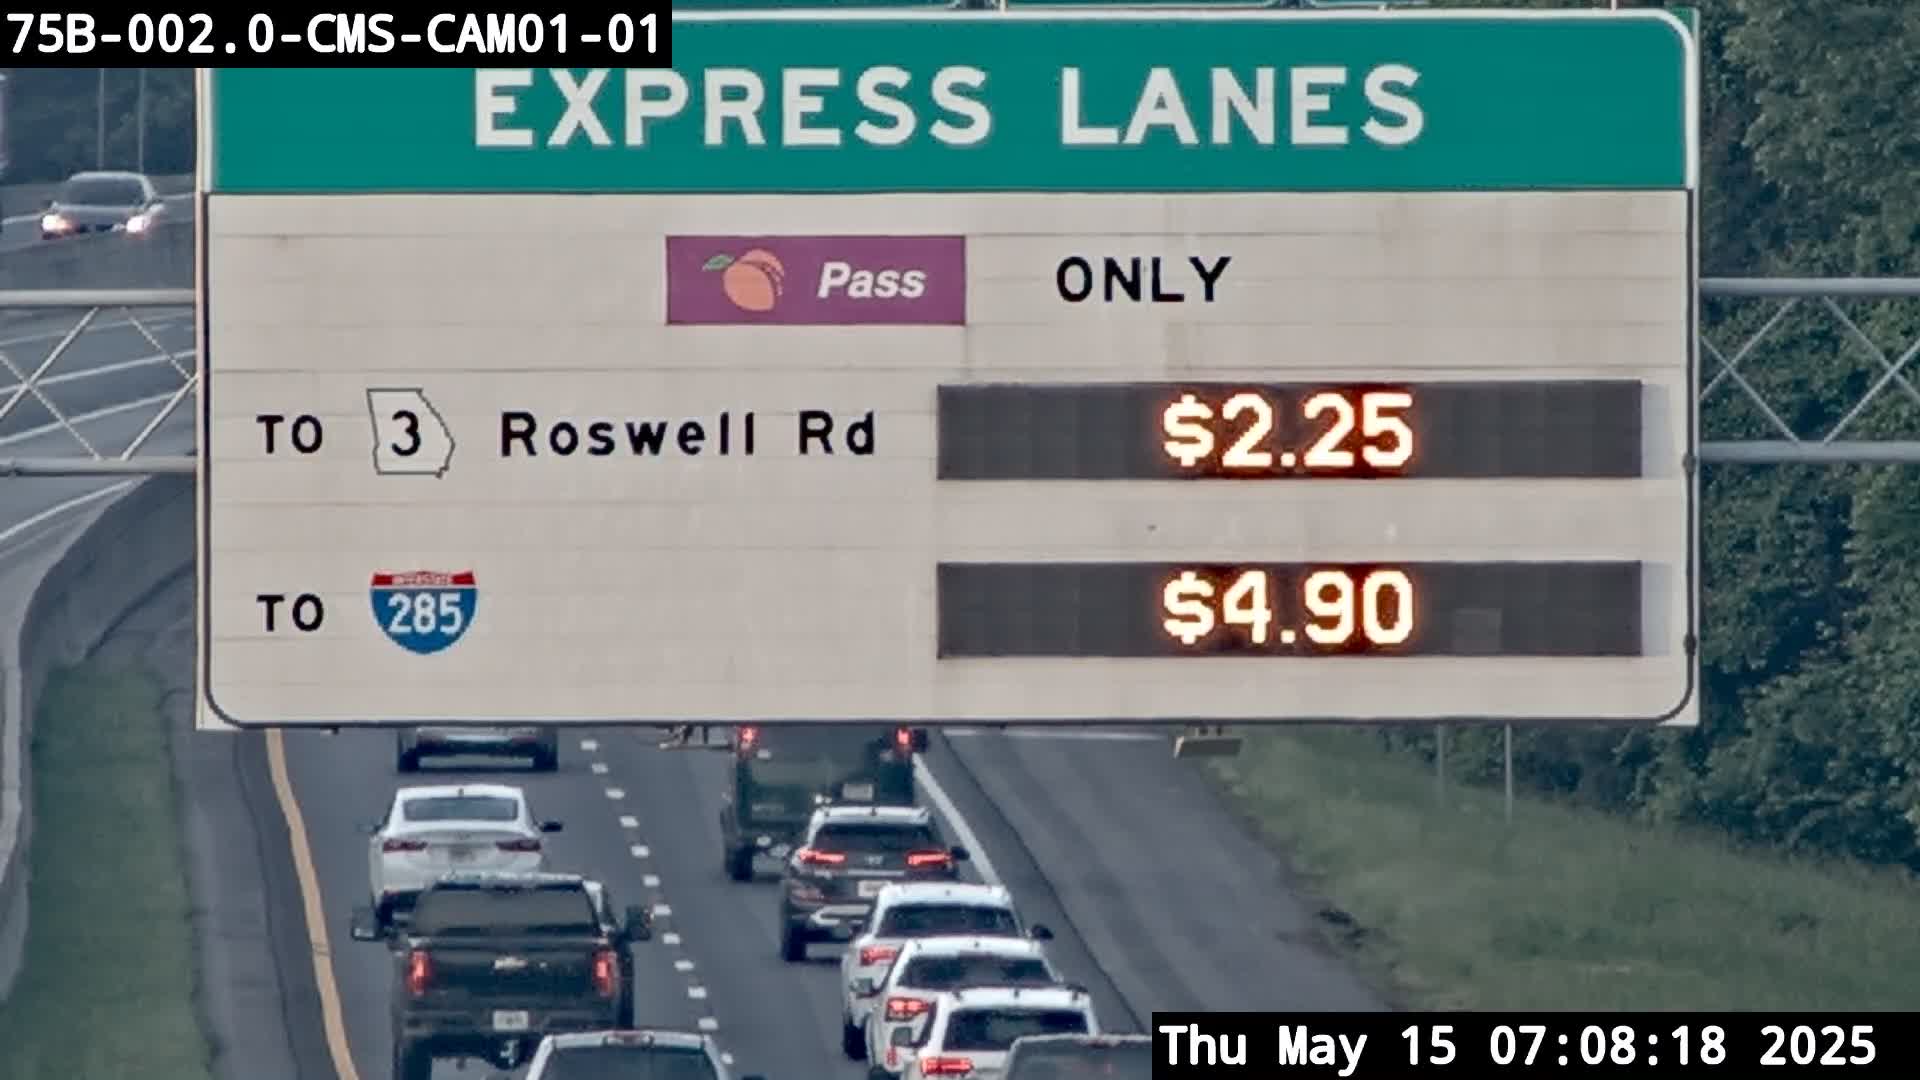 75B-002.0-CMS-CAM01-01
EXPRESS LANES
Pass ONLY
TO 3 Roswell Rd $2.25
INTERSTATE
TO 285 $4.90
Thu May 15 07:08:18 2025